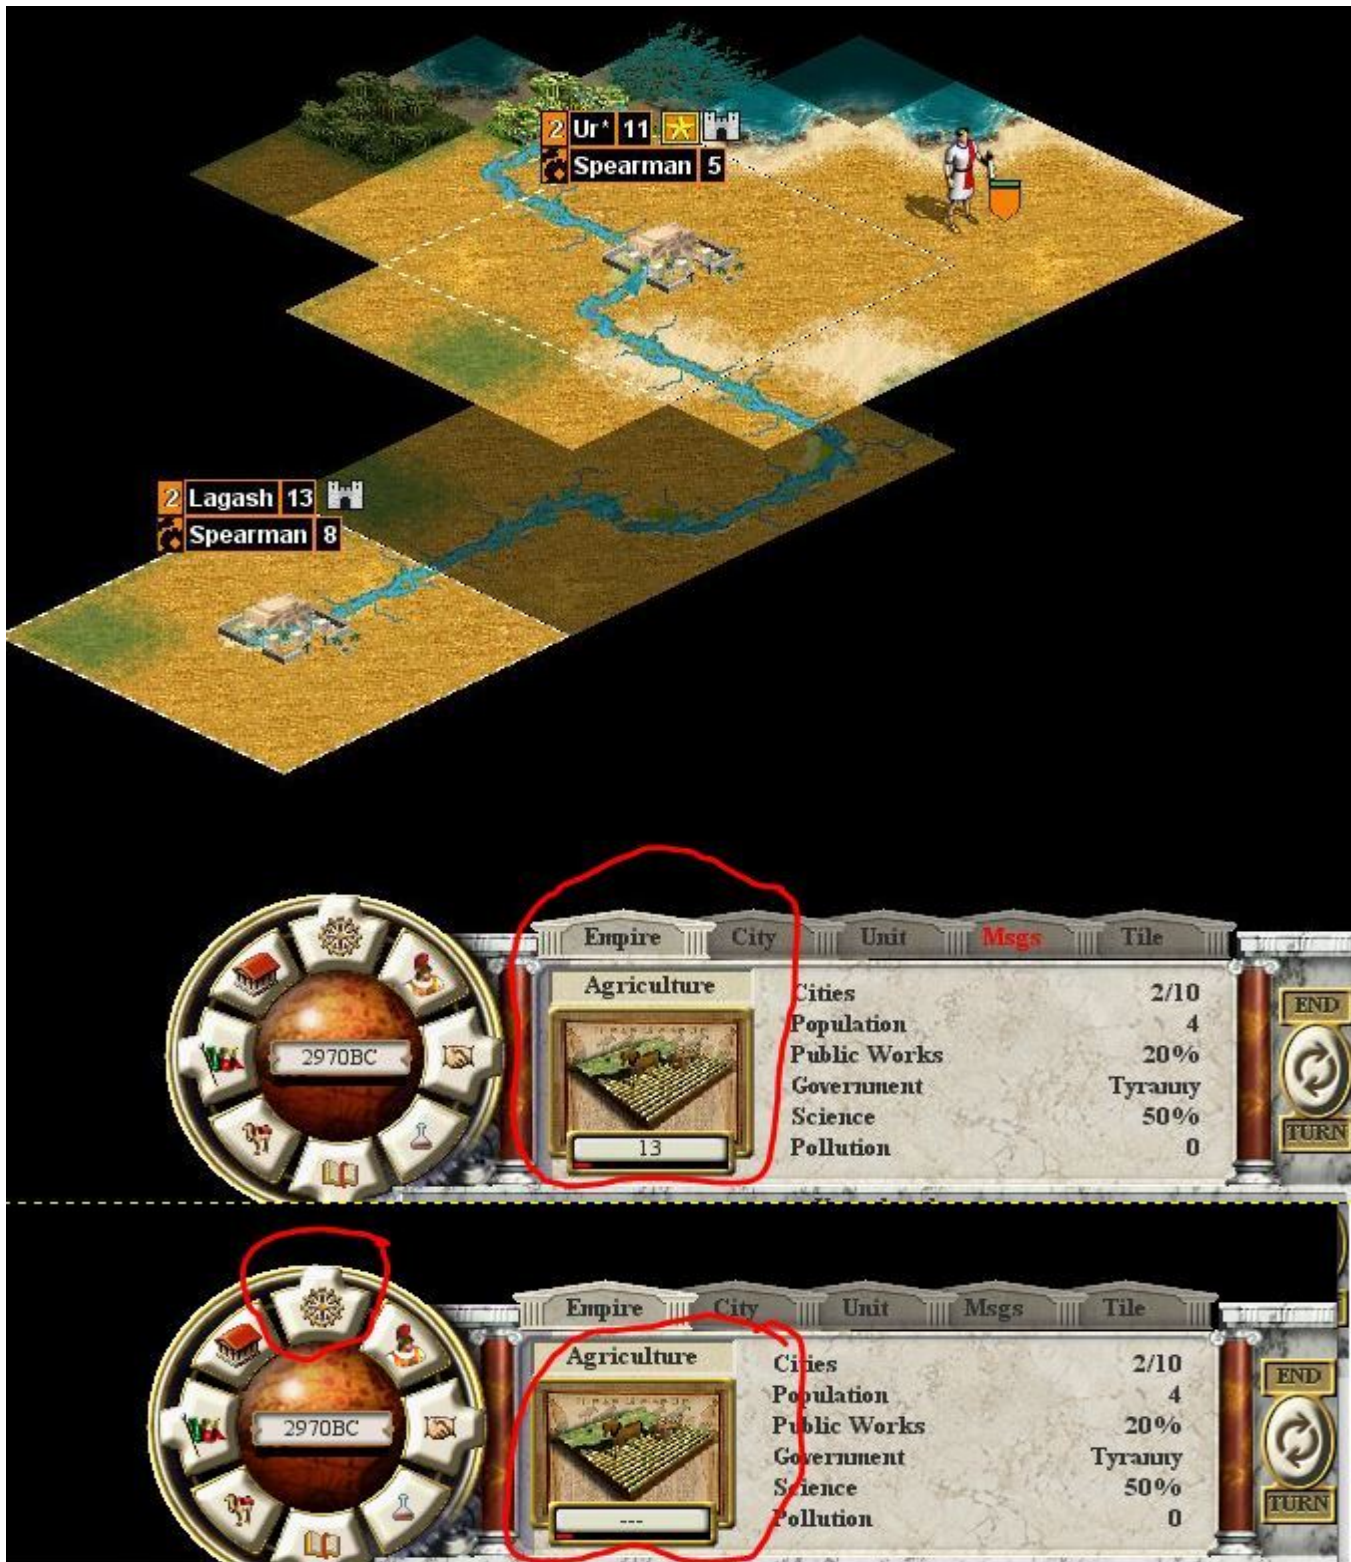 2 Ur* 11
Spearman 5
2 Lagash 13
Spearman 8
Empire City Unit Msgs Tile
Agriculture
13
Cities 2/10
Population 4
Public Works 20%
Government Tyranny
Science 50%
Pollution 0
2970BC
END
TURN
Empire City Unit Msgs Tile
Agriculture
---
Cities 2/10
Population 4
Public Works 20%
Government Tyranny
Science 50%
Pollution 0
2970BC
END
TURN